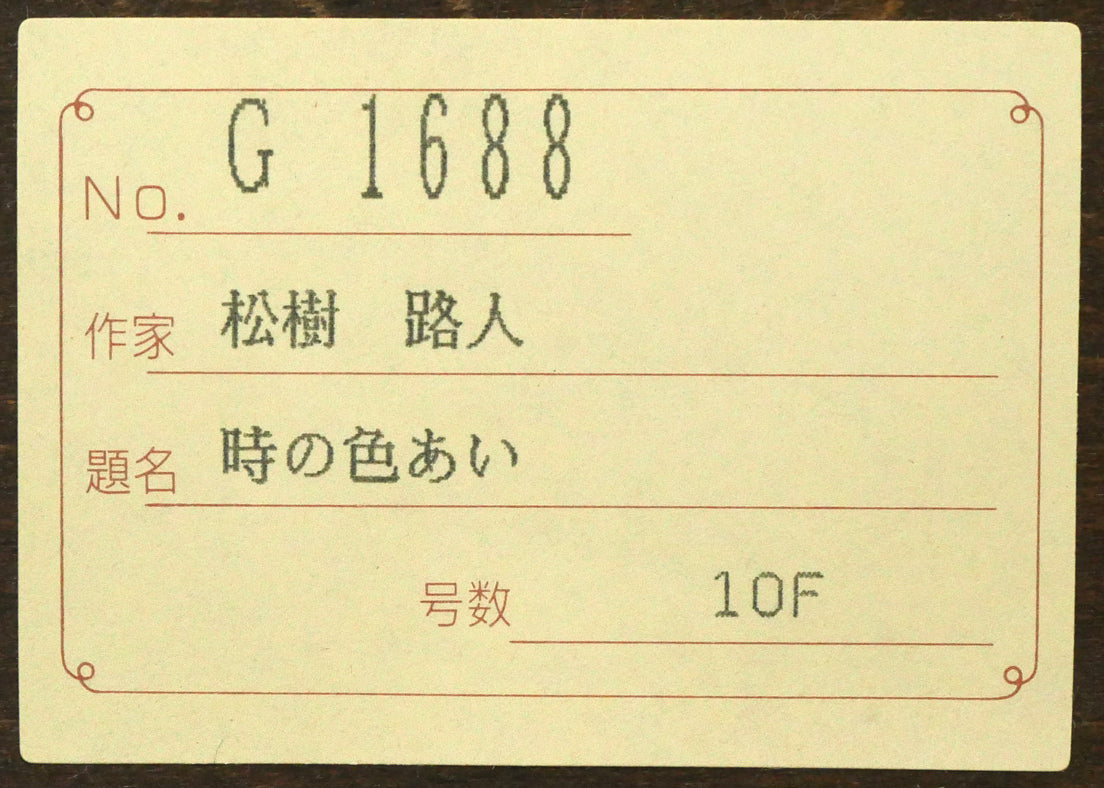 No. G 1688
作家 松樹 路人
題名 時の色あい
号数 10F